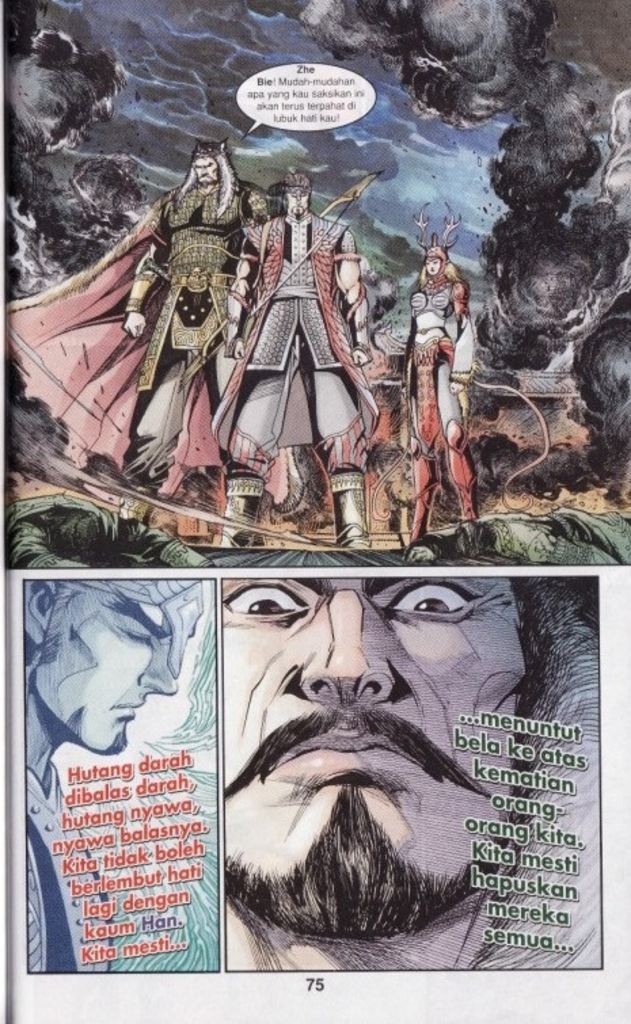 Zhe
Bie! Mudah-mudahan
apa yang kau saksikan ini
akan terus terpahat di
lubuk hati kau!
Hutang darah
dibalas darah,
hutang nyawa,
nyawa balasnya.
Kita tidak boleh
berlembut hati
lagi dengan
kaum Han.
Kita mesti...
...menuntut
bela ke atas
kematian
orang-
orang kita.
Kita mesti
hapuskan
mereka
semua...
75